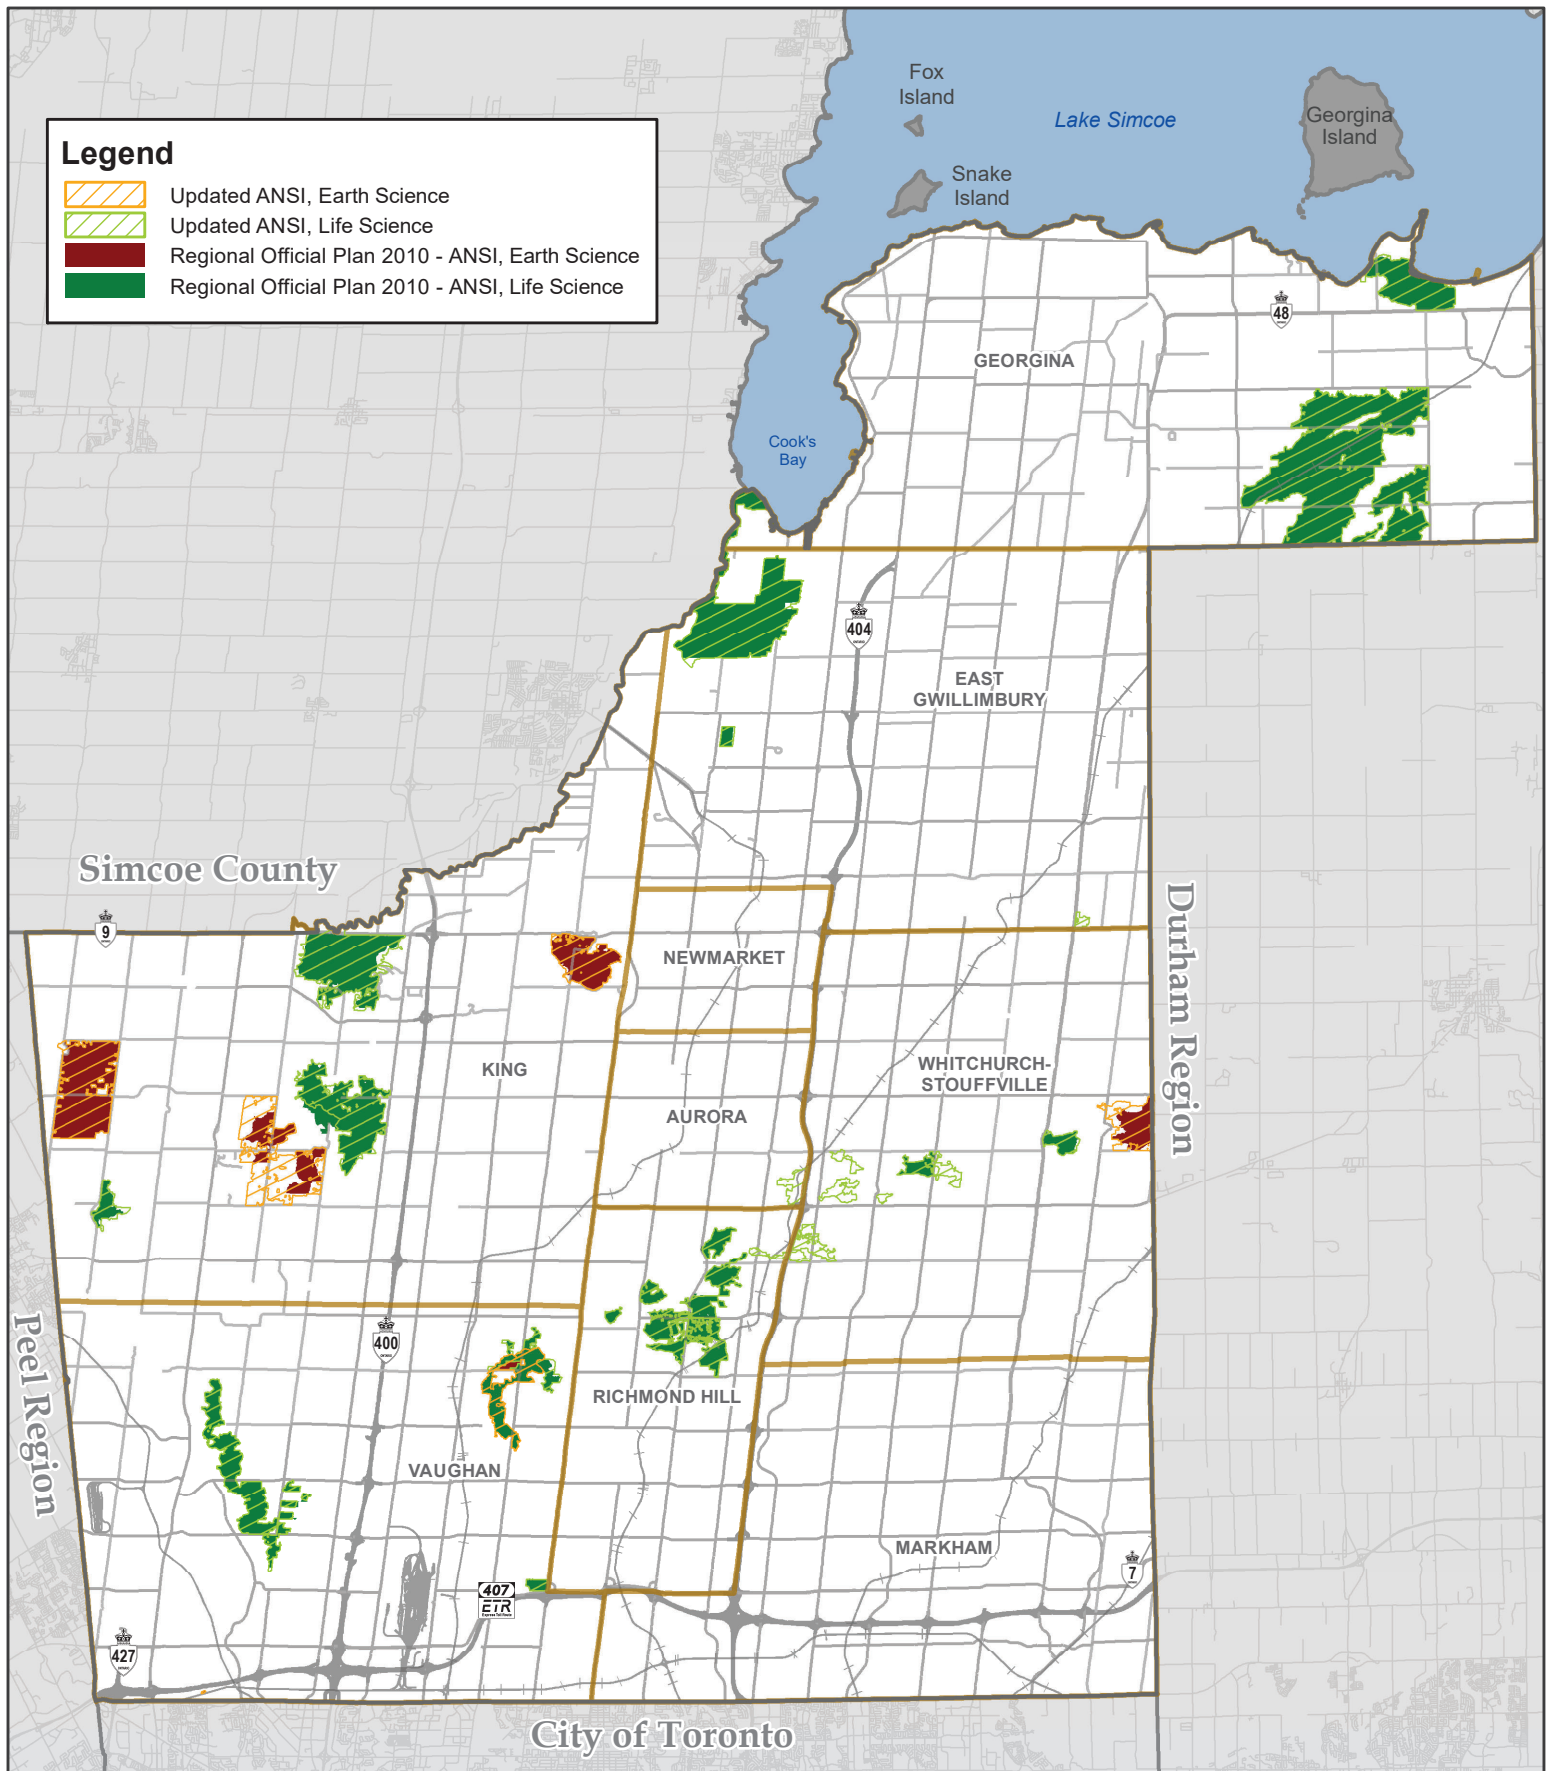 Fox
Island
Lake Simcoe
Georgina
Island
Snake
Island
Legend
Updated ANSI, Earth Science
Updated ANSI, Life Science
Regional Official Plan 2010 - ANSI, Earth Science
Regional Official Plan 2010 - ANSI, Life Science
48
GEORGINA
Cook's
Bay
404
EAST
GWILLIMBURY
Simcoe County
9
NEWMARKET
Durham Region
KING
WHITCHURCH-
STOUFFVILLE
AURORA
Peel Region
400
RICHMOND HILL
VAUGHAN
MARKHAM
7
407
ETR
427
City of Toronto